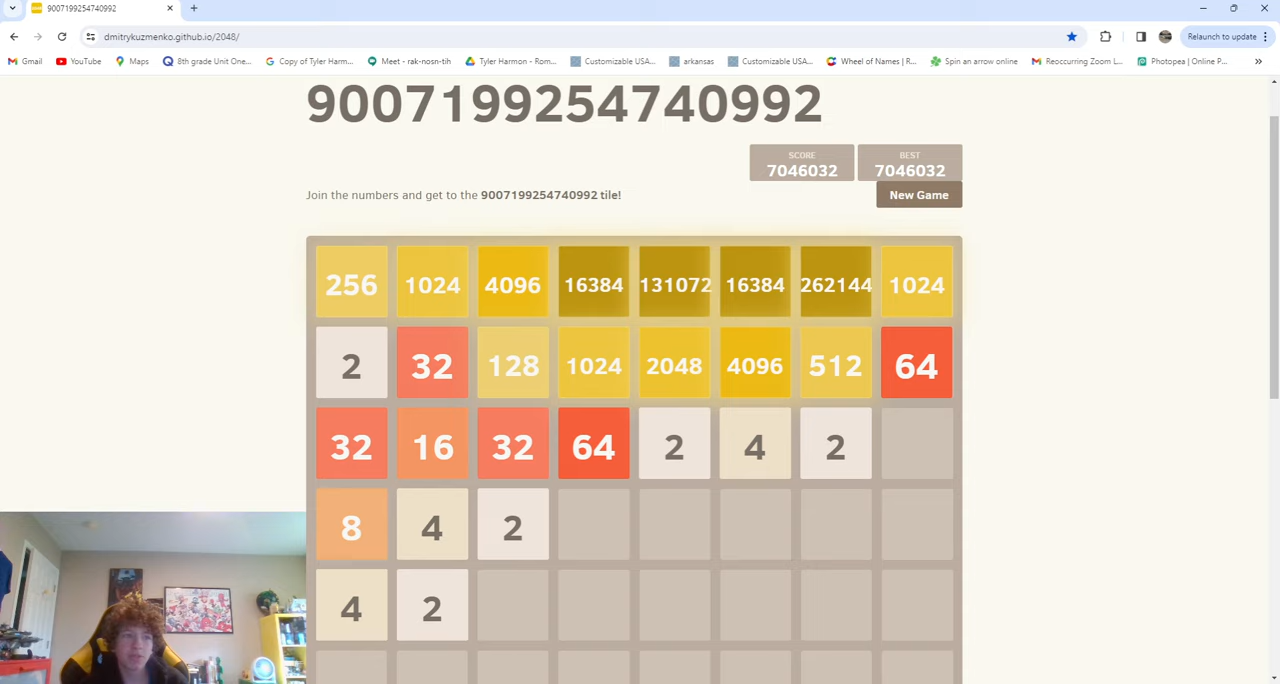 9007199254740992
dmitrykuzmenko.github.io/2048/
Relaunch to update
Gmail YouTube Maps 8th grade Unit One... Copy of Tyler Harm... Meet - rak-nosn-tih Tyler Harmon - Rom... Customizable USA... arkansas Customizable USA... Wheel of Names | R... Spin an arrow online Reoccurring Zoom L... Photopea | Online P... »
9007199254740992
SCORE BEST
7046032 7046032
Join the numbers and get to the 9007199254740992 tile!
New Game
256 1024 4096 16384 131072 16384 262144 1024
2 32 128 1024 2048 4096 512 64
32 16 32 64 2 4 2
8 4 2
4 2